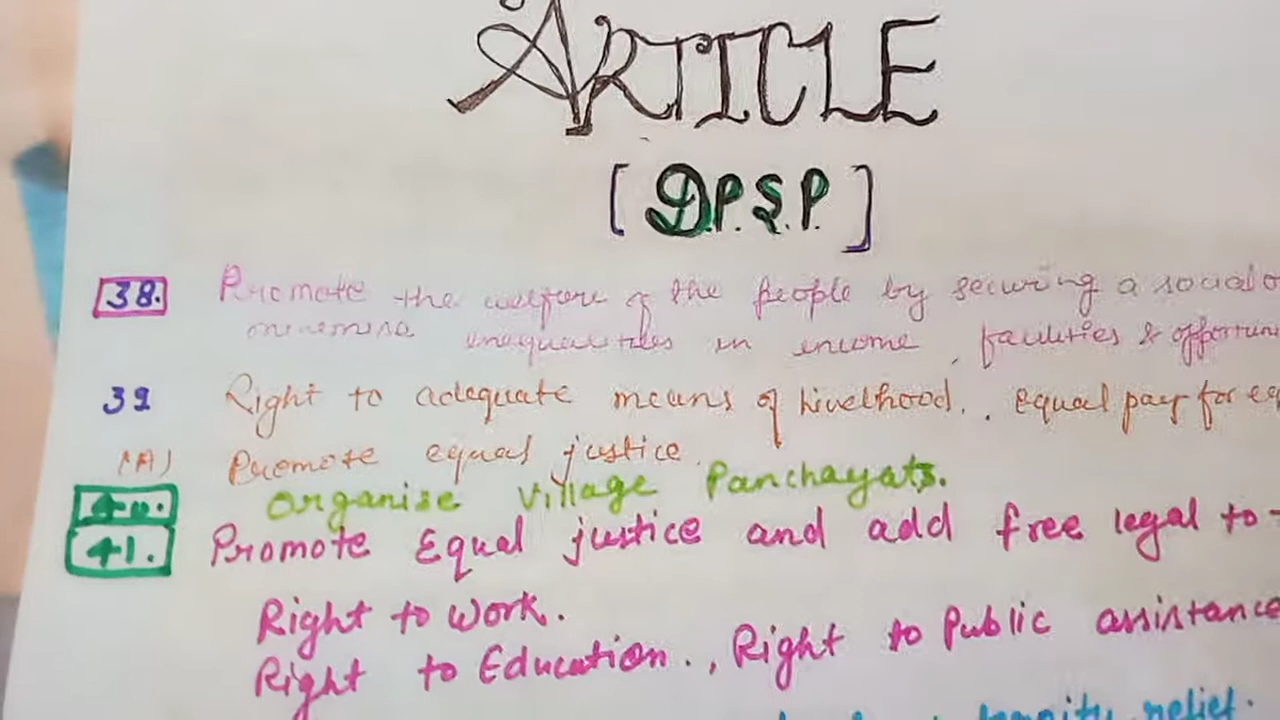 ARTICLE
[ D.P.S.P. ]
38. Promote the welfare of the people by securing a social o
minimise inequalities in income, facilities & opportun
39 Right to adequate means of livelhood.. equal pay for eq
(A) Promote equal justice
40. Organise Village Panchayats.
41. Promote Equal justice and add free legal to
Right to Work.
Right to Education., Right to Public assistance
relief.